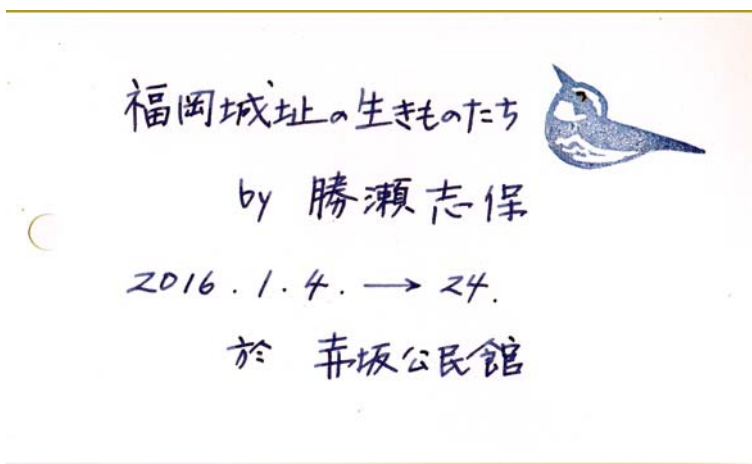 福岡城址の生きものたち
by 勝瀬志保
2016.1.4. → 24.
於 赤坂公民館